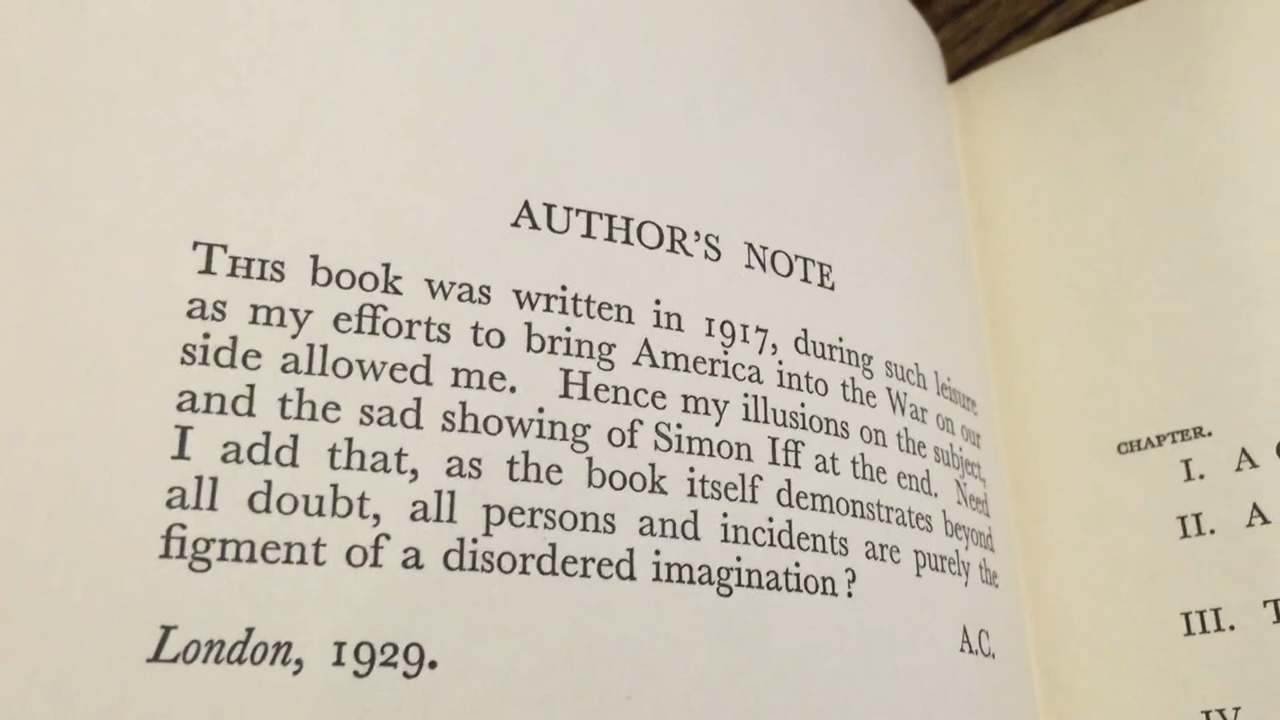 AUTHOR'S NOTE
THIS book was written in 1917, during such leisure
as my efforts to bring America into the War on our
side allowed me. Hence my illusions on the subject,
and the sad showing of Simon Iff at the end. Need
I add that, as the book itself demonstrates beyond
all doubt, all persons and incidents are purely the
figment of a disordered imagination?
A.C.
London, 1929.
CHAPTER.
I. A
II. A
III. T
IV